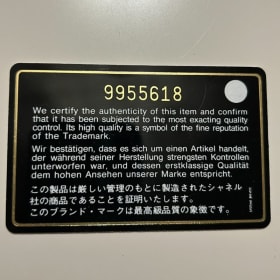 9955618
We certify the authenticity of this item and confirm
that it has been subjected to the most exacting quality
control. Its high quality is a symbol of the fine reputation
of the Trademark.
Wir bestätigen, dass es sich um einen Artikel handelt,
der während seiner Herstellung strengsten Kontrollen
unterworfen war, und dessen erstklassige Qualität
dem hohen Ansehen unserer Marke entspricht.
この製品は厳しい管理のもとに製造されたシャネル
社の商品であることを証明いたします。
このブランド・マークは最高級品質の象徴です。